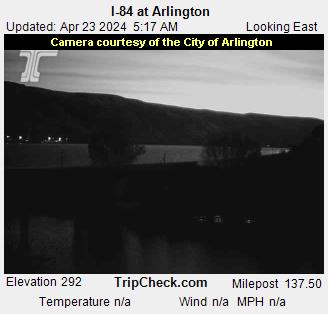 I-84 at Arlington
Updated: Apr 23 2024 5:17 AM Looking East
Camera courtesy of the City of Arlington
Elevation 292 TripCheck.com Milepost 137.50
Temperature n/a Wind n/a MPH n/a